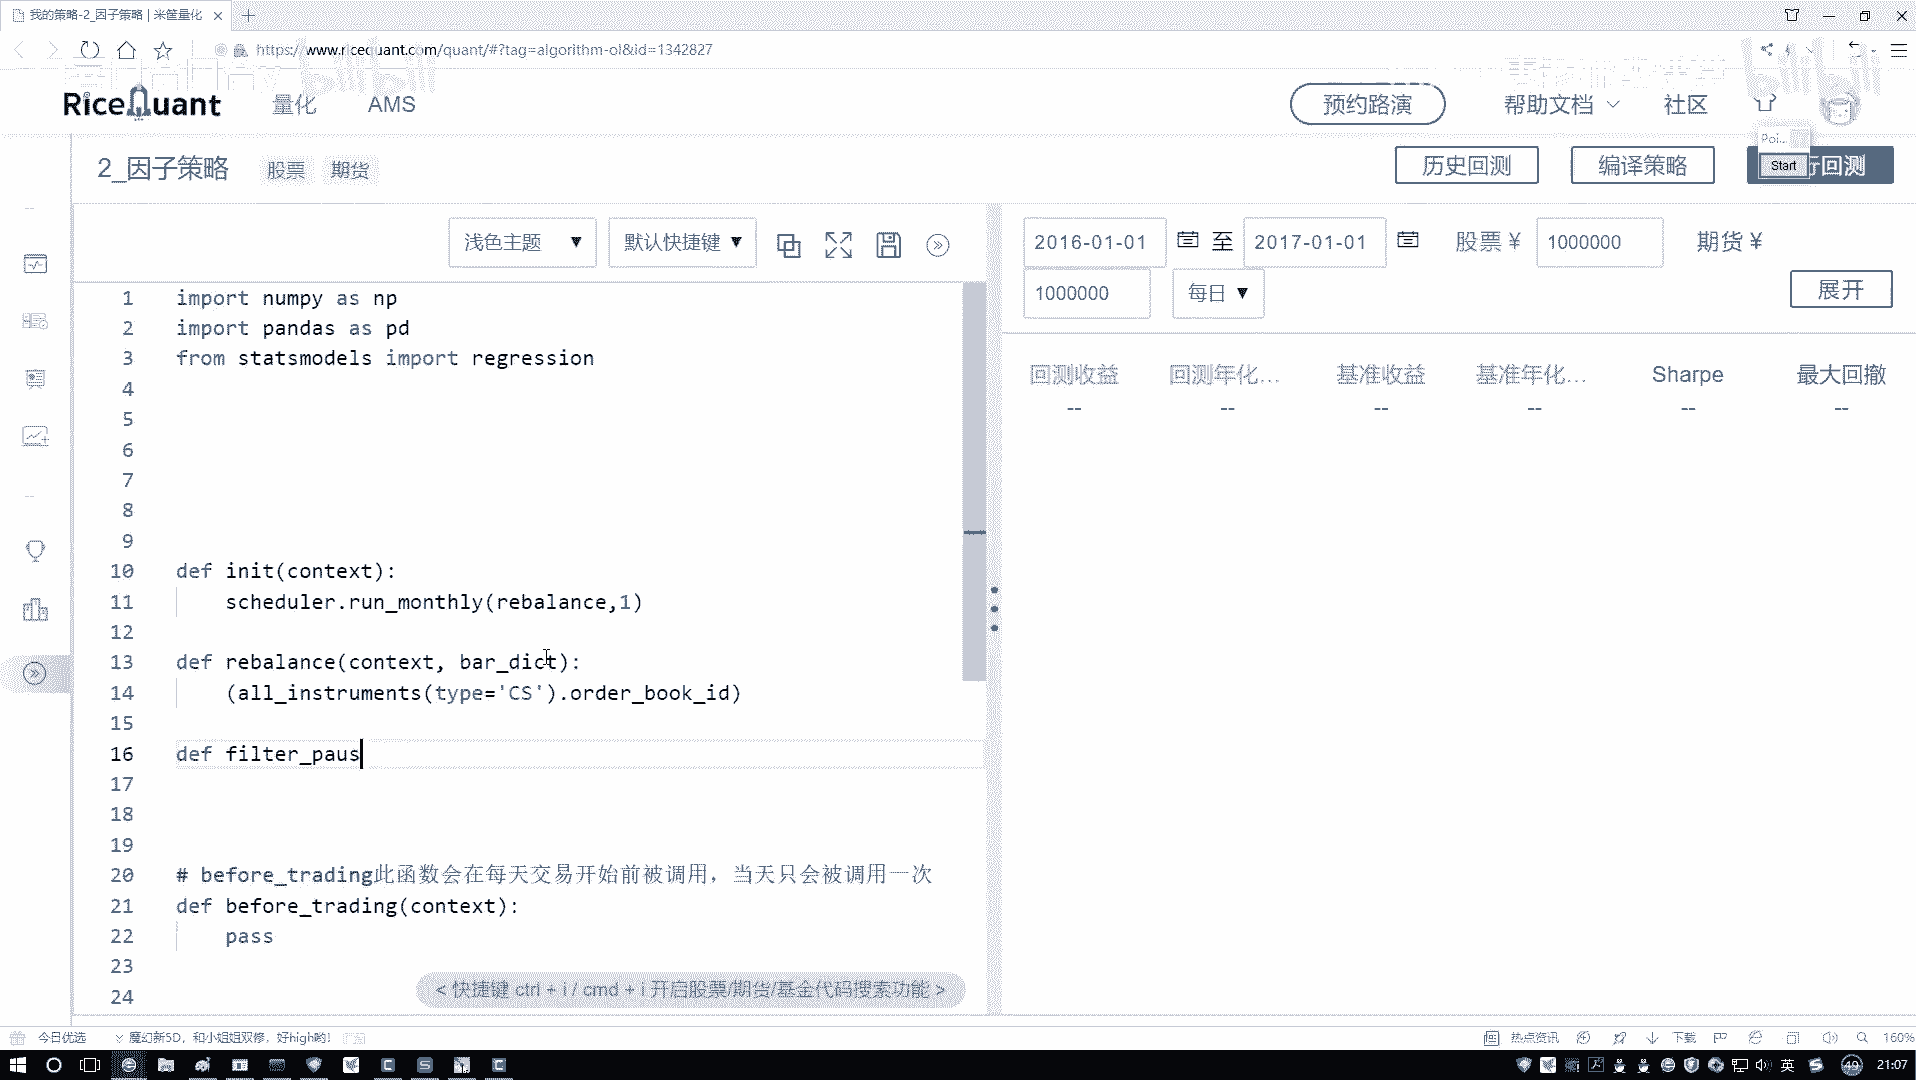 我的策略-2_因子策略 | 米筐量化
https://www.ricequant.com/quant/#?tag=algorithm-ol&id=1342827
bilibili
bilibili
RiceQuant
量化
AMS
预约路演
帮助文档
社区
Poi...
Start
2_因子策略
股票
期货
历史回测
编译策略
回测
浅色主题 ▼
默认快捷键 ▼
2016-01-01 至 2017-01-01 股票 ¥ 1000000 期货 ¥
1000000 每日 ▼ 展开
回测收益 回测年化... 基准收益 基准年化... Sharpe 最大回撤
-- -- -- -- -- --
1 import numpy as np
2 import pandas as pd
3 from statsmodels import regression
4
5
6
7
8
9
10 def init(context):
11 scheduler.run_monthly(rebalance,1)
12
13 def rebalance(context, bar_dict):
14 (all_instruments(type='CS').order_book_id)
15
16 def filter_paus
17
18
19
20 # before_trading此函数会在每天交易开始前被调用，当天只会被调用一次
21 def before_trading(context):
22 pass
23
24
< 快捷键 ctrl + i / cmd + i 开启股票/期货/基金代码搜索功能 >
今日优选
魔幻新5D，和小姐姐双修，好high哟!
热点资讯
下载
160%
英
49
21:07